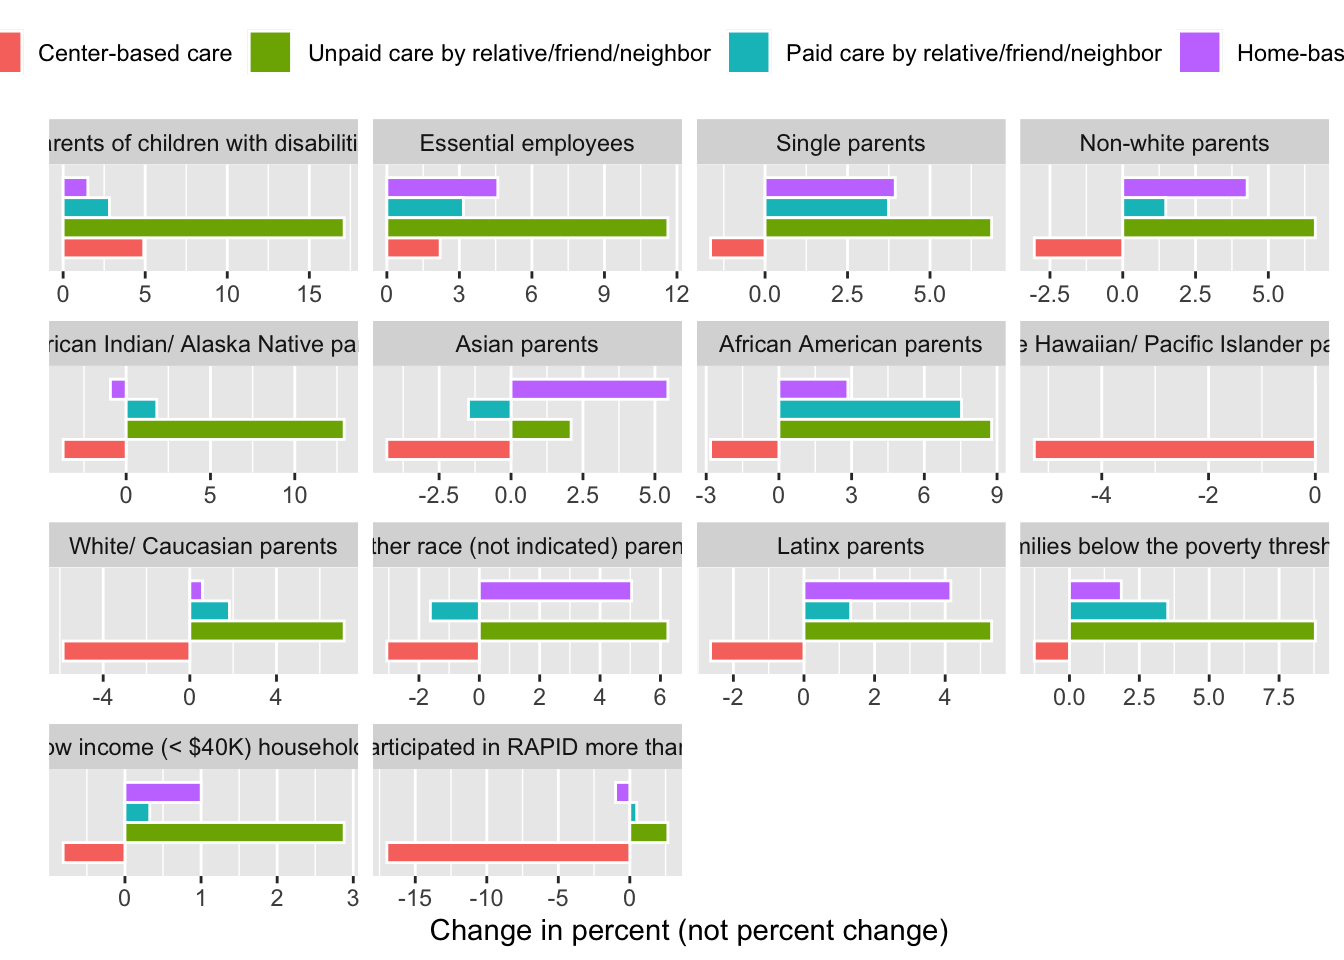 Center-based care Unpaid care by relative/friend/neighbor Paid care by relative/friend/neighbor Home-bas
arents of children with disabiliti Essential employees Single parents Non-white parents
0 5 10 15 0 3 6 9 12 0.0 2.5 5.0 -2.5 0.0 2.5 5.0
rican Indian/ Alaska Native par Asian parents African American parents e Hawaiian/ Pacific Islander pa
0 5 10 -2.5 0.0 2.5 5.0 -3 0 3 6 9 -4 -2 0
White/ Caucasian parents ther race (not indicated) paren Latinx parents milies below the poverty thresh
-4 0 4 -2 0 2 4 6 -2 0 2 4 0.0 2.5 5.0 7.5
ow income (< $40K) household articipated in RAPID more than
0 1 2 3 -15 -10 -5 0
Change in percent (not percent change)